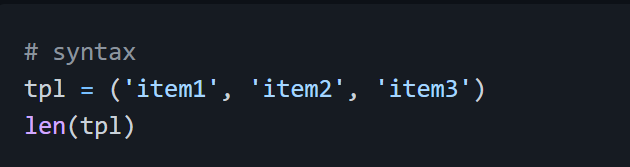 # syntax
tpl = ('item1', 'item2', 'item3')
len(tpl)